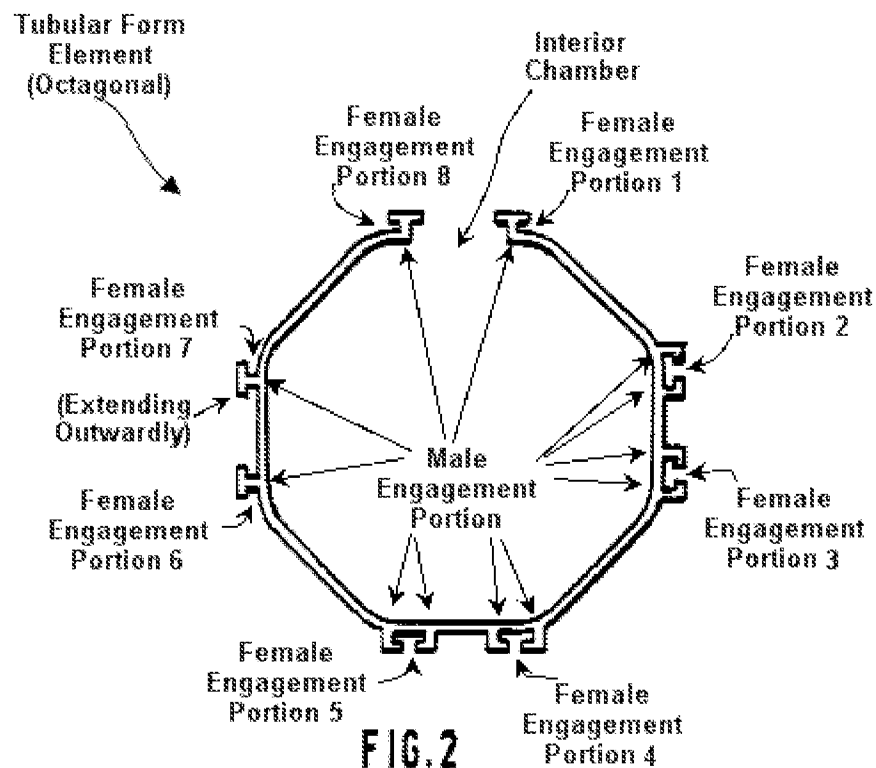 Tubular Form
Element
(Octagonal)
Interior
Chamber
Female
Engagement
Portion 8
Female
Engagement
Portion 1
Female
Engagement
Portion 2
Female
Engagement
Portion 7
(Extending
Outwardly)
Male
Engagement
Portion
Female
Engagement
Portion 6
Female
Engagement
Portion 3
Female
Engagement
Portion 5
Female
Engagement
Portion 4
FIG.2